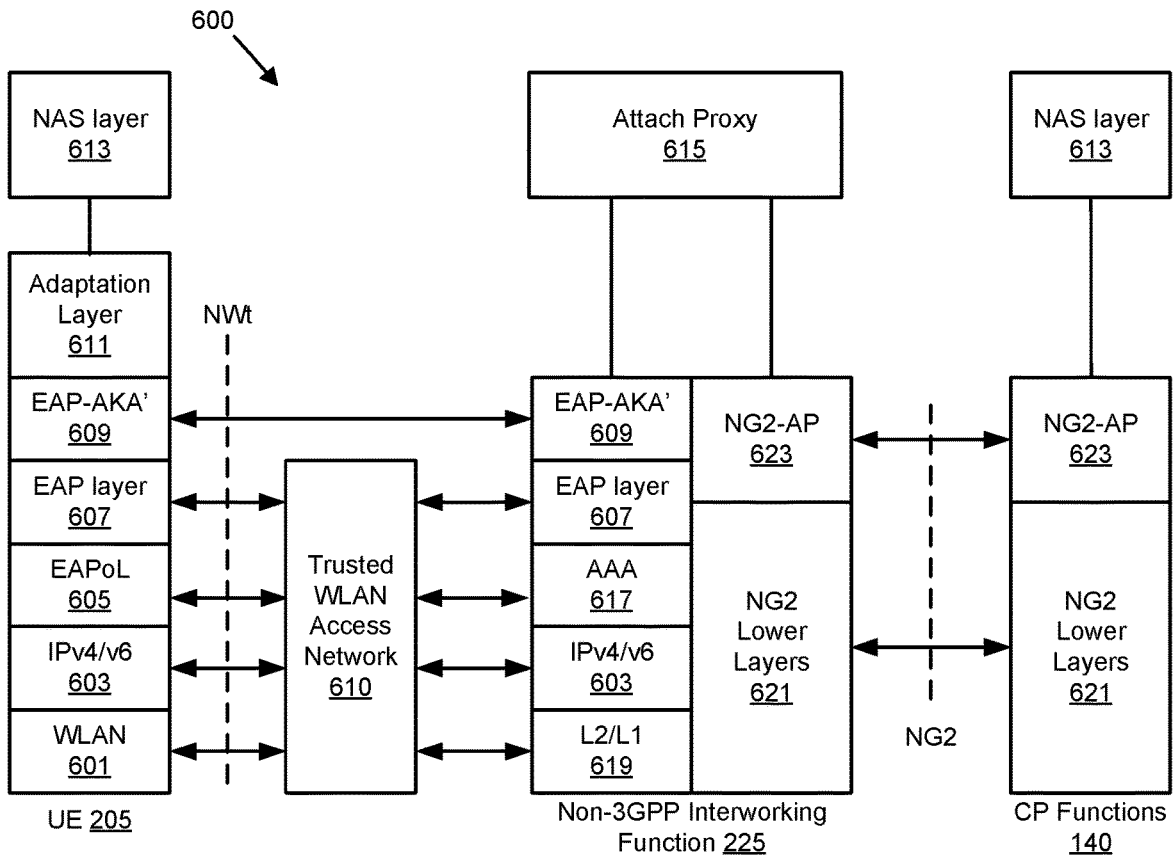 600
NAS layer
613
Attach Proxy
615
NAS layer
613
Adaptation
Layer
611
NWt
EAP-AKA’
609
EAP-AKA’
609
NG2-AP
623
NG2-AP
623
EAP layer
607
EAP layer
607
EAPoL
605
Trusted
WLAN
Access
Network
610
AAA
617
NG2
Lower
Layers
621
NG2
Lower
Layers
621
IPv4/v6
603
IPv4/v6
603
WLAN
601
L2/L1
619
NG2
UE 205
Non-3GPP Interworking
Function 225
CP Functions
140